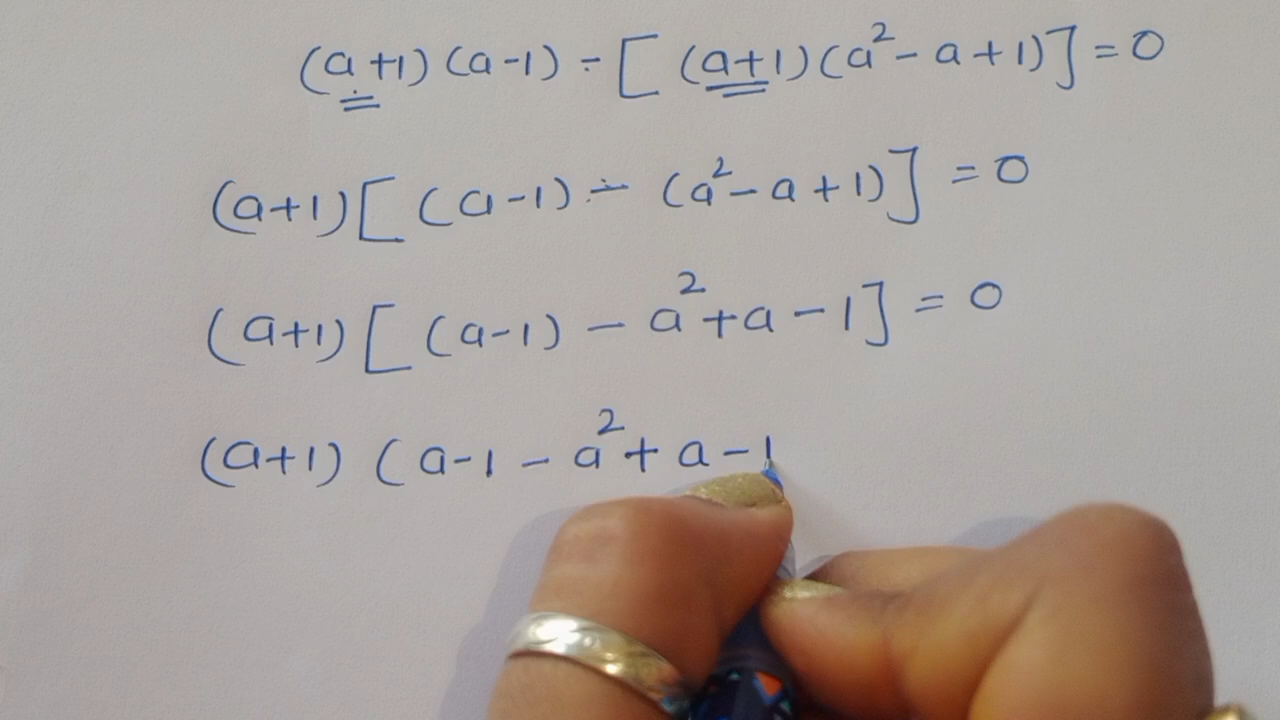 (a+1)(a-1) - [(a+1)(a²-a+1)] = 0
(a+1)[(a-1) - (a²-a+1)] = 0
(a+1)[(a-1) - a²+a-1] = 0
(a+1)(a-1-a²+a-1